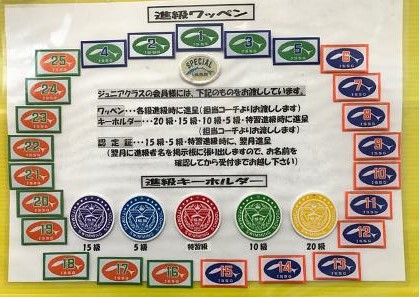 進級ワッペン
1
1880
2
3
4
5
SPECIAL
25
6
24
7
23
8
22
9
21
10
20
11
19
12
18
17
16
15
14
13
ジュニアクラスの会員様には、下記のものをお渡ししています。
ワッペン・・・各級進級時に進呈(担当コーチよりお渡しします)
キーホルダー・・・20級・15級・10級・5級・特習進級時に進呈
(担当コーチよりお渡しします)
認定証・・・15級・5級・特習進級時に、翌月進呈
(翌月に進級者名を掲示板に張り出しますので、お名前を
確認してから受付までお越し下さい)
進級キーホルダー
15級
5級
特習級
10級
20級